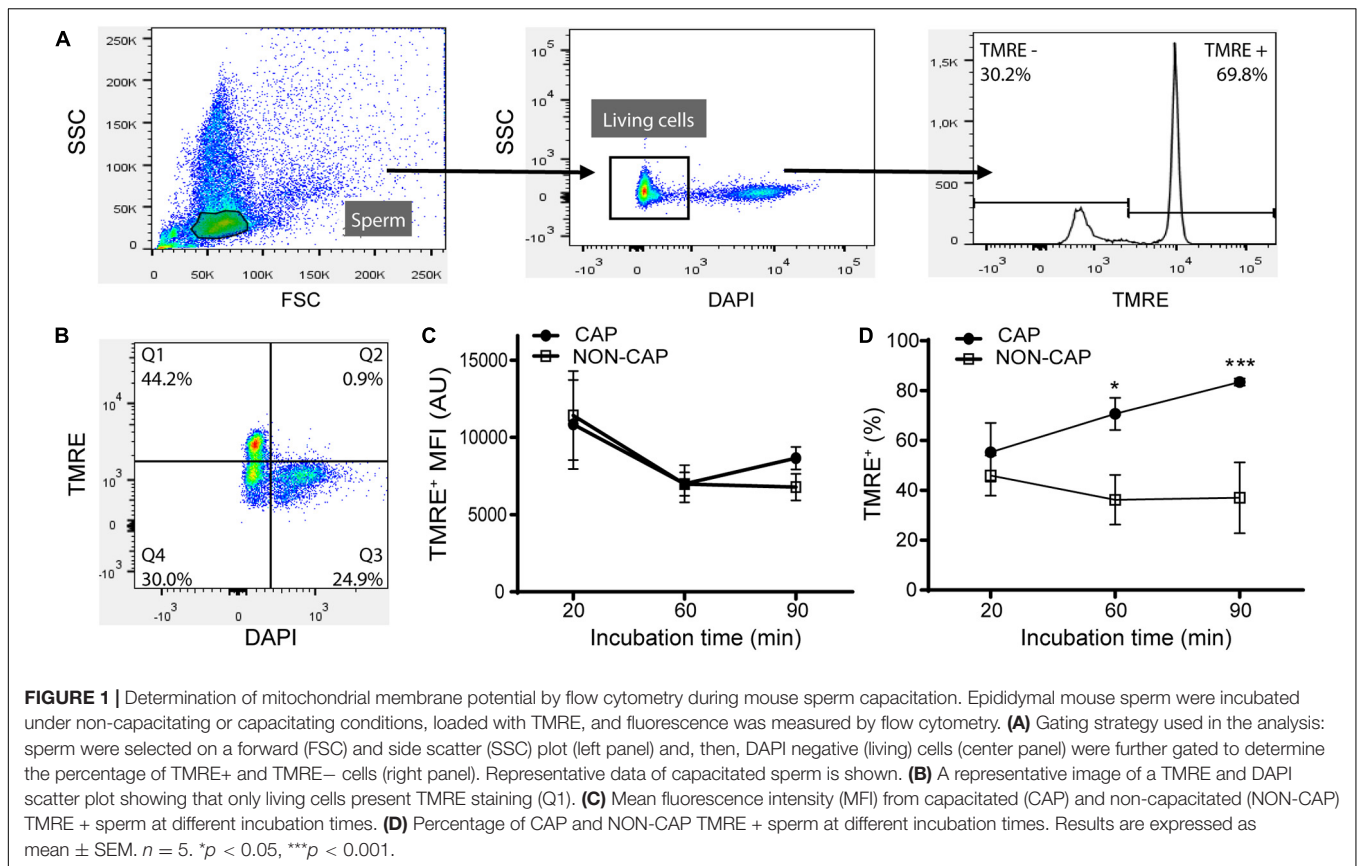 A
250K
200K
150K
100K
50K
0
SSC
Sperm
0 50K 100K 150K 200K 250K
FSC
10^5
10^4
10^3
0
-10^3
SSC
Living cells
-10^3 0 10^3 10^4 10^5
DAPI
TMRE - TMRE +
30.2% 69.8%
1,5K
1,0K
500
0
-10^3 0 10^3 10^4 10^5
TMRE
B
Q1 Q2
44.2% 0.9%
10^4
10^3
0
-10^3
TMRE
Q4 Q3
30.0% 24.9%
-10^3 0 10^3
DAPI
C
CAP
NON-CAP
15000
10000
5000
0
TMRE+ MFI (AU)
20 60 90
Incubation time (min)
D
CAP
NON-CAP
* ***
100
80
60
40
20
0
TMRE+ (%)
20 60 90
Incubation time (min)
FIGURE 1 | Determination of mitochondrial membrane potential by flow cytometry during mouse sperm capacitation. Epididymal mouse sperm were incubated
under non-capacitating or capacitating conditions, loaded with TMRE, and fluorescence was measured by flow cytometry. (A) Gating strategy used in the analysis:
sperm were selected on a forward (FSC) and side scatter (SSC) plot (left panel) and, then, DAPI negative (living) cells (center panel) were further gated to determine
the percentage of TMRE+ and TMRE− cells (right panel). Representative data of capacitated sperm is shown. (B) A representative image of a TMRE and DAPI
scatter plot showing that only living cells present TMRE staining (Q1). (C) Mean fluorescence intensity (MFI) from capacitated (CAP) and non-capacitated (NON-CAP)
TMRE + sperm at different incubation times. (D) Percentage of CAP and NON-CAP TMRE + sperm at different incubation times. Results are expressed as
mean ± SEM. n = 5. *p < 0.05, ***p < 0.001.